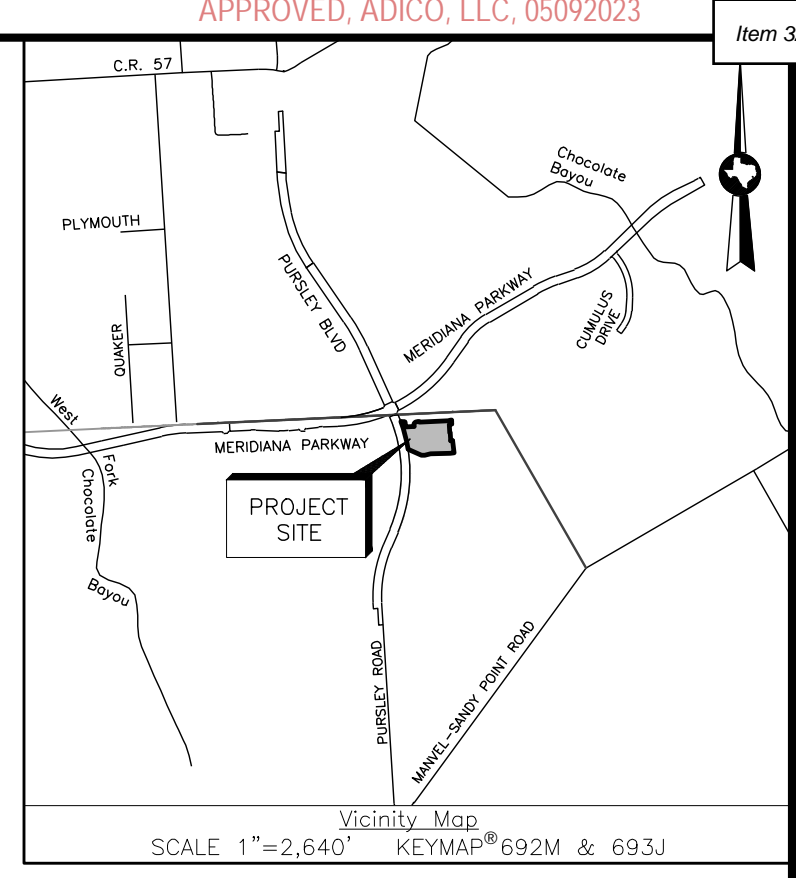 APPROVED, ADICO, LLC, 05092023
Item 3
C.R. 57
Chocolate
Bayou
PLYMOUTH
PURSLEY BLVD
MERIDIANA PARKWAY
CUMULUS
DRIVE
QUAKER
West
Fork
Chocolate
Bayou
MERIDIANA PARKWAY
PROJECT
SITE
PURSLEY ROAD
MANVEL-SANDY POINT ROAD
Vicinity Map
SCALE 1"=2,640' KEYMAP® 692M & 693J